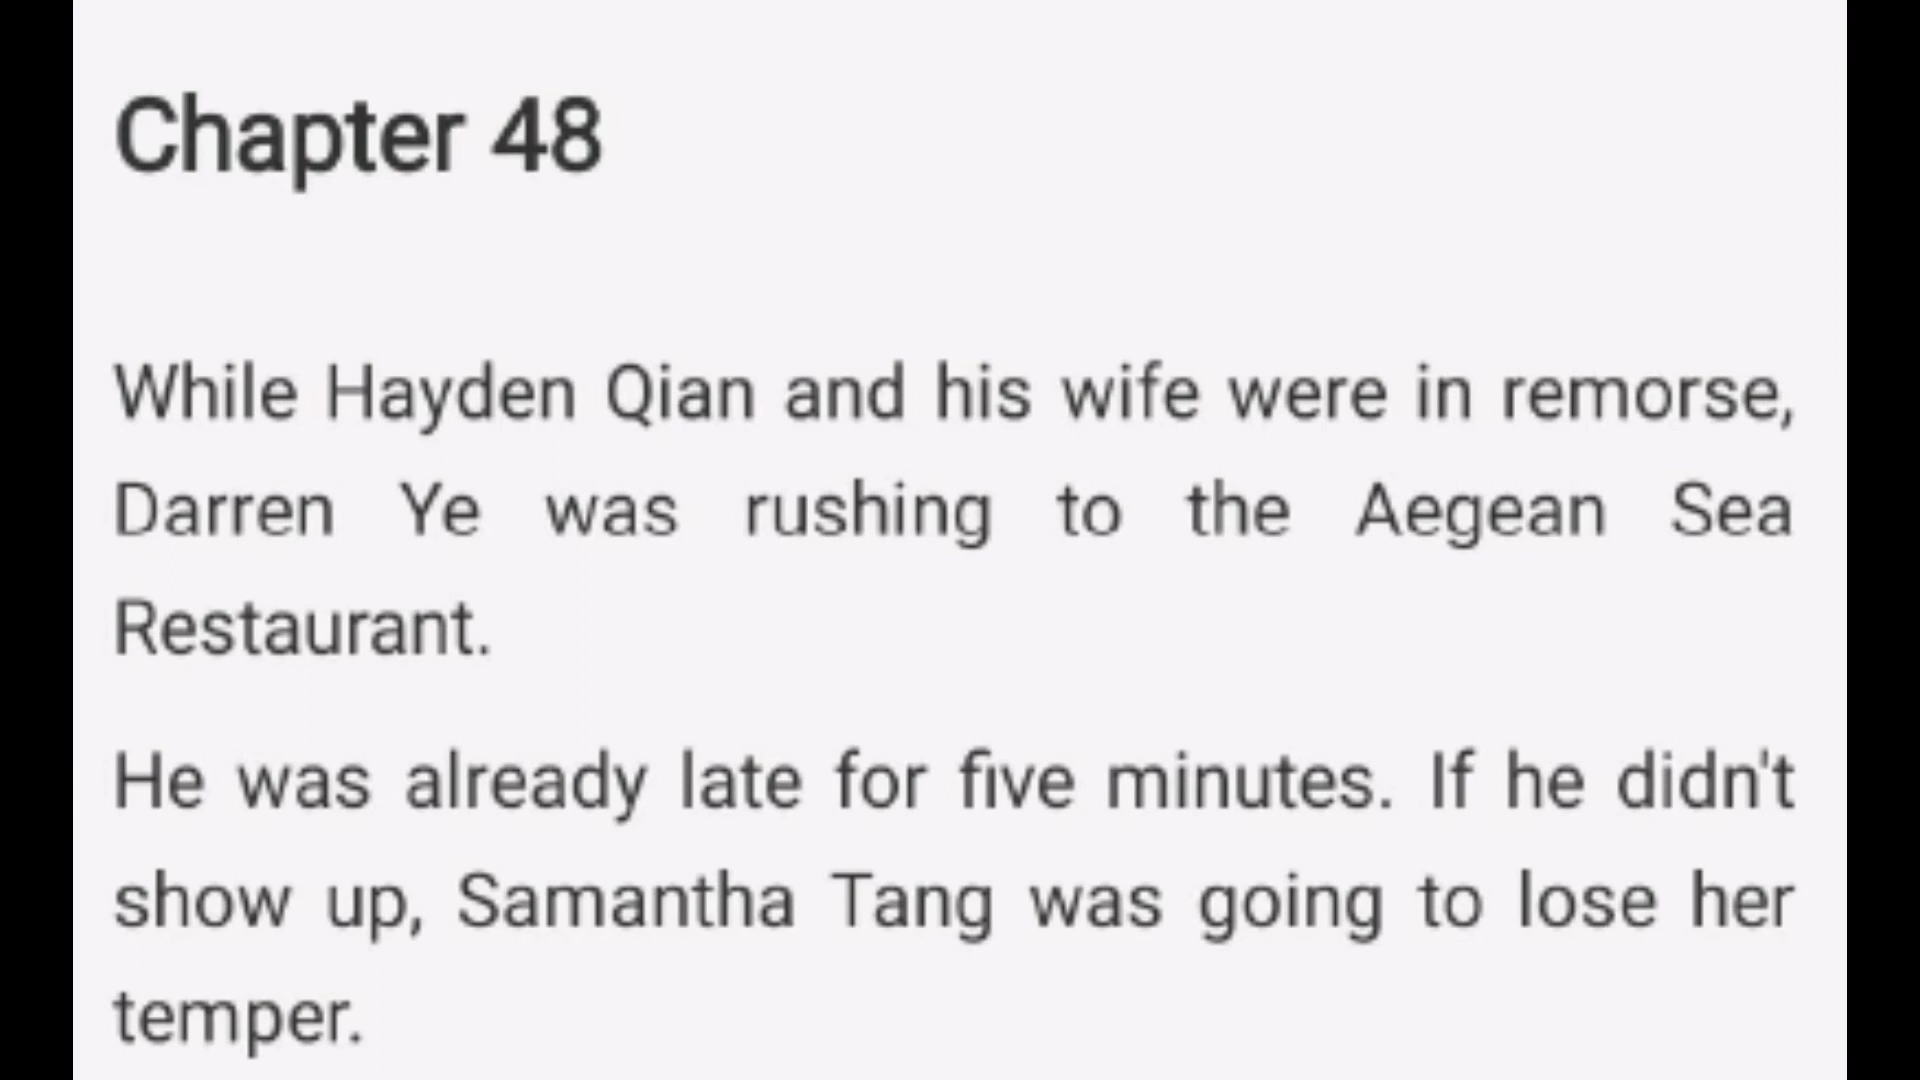 Chapter 48
While Hayden Qian and his wife were in remorse,
Darren Ye was rushing to the Aegean Sea
Restaurant.
He was already late for five minutes. If he didn't
show up, Samantha Tang was going to lose her
temper.